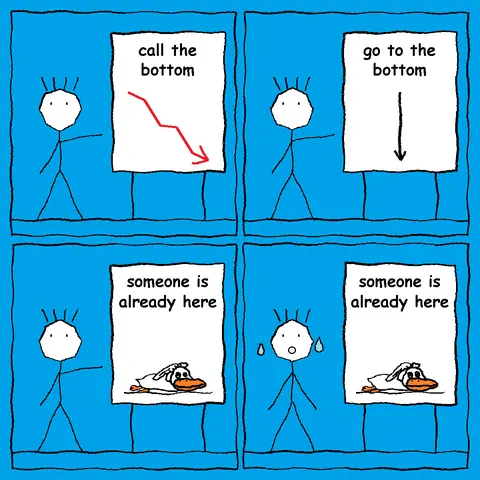 call the
bottom
go to the
bottom
someone is
already here
someone is
already here